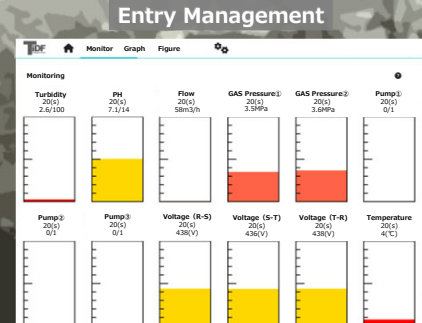 Entry Management
TiDF Monitor Graph Figure
Monitoring
Turbidity PH Flow GAS Pressure① GAS Pressure② Pump①
20(s) 20(s) 20(s) 20(s) 20(s) 20(s)
2.6/100 7.1/14 58m3/h 3.5MPa 3.6MPa 0/1
Pump② Pump③ Voltage (R-S) Voltage (S-T) Voltage (T-R) Temperature
20(s) 20(s) 20(s) 20(s) 20(s) 20(s)
0/1 0/1 438(V) 436(V) 438(V) 4(℃)